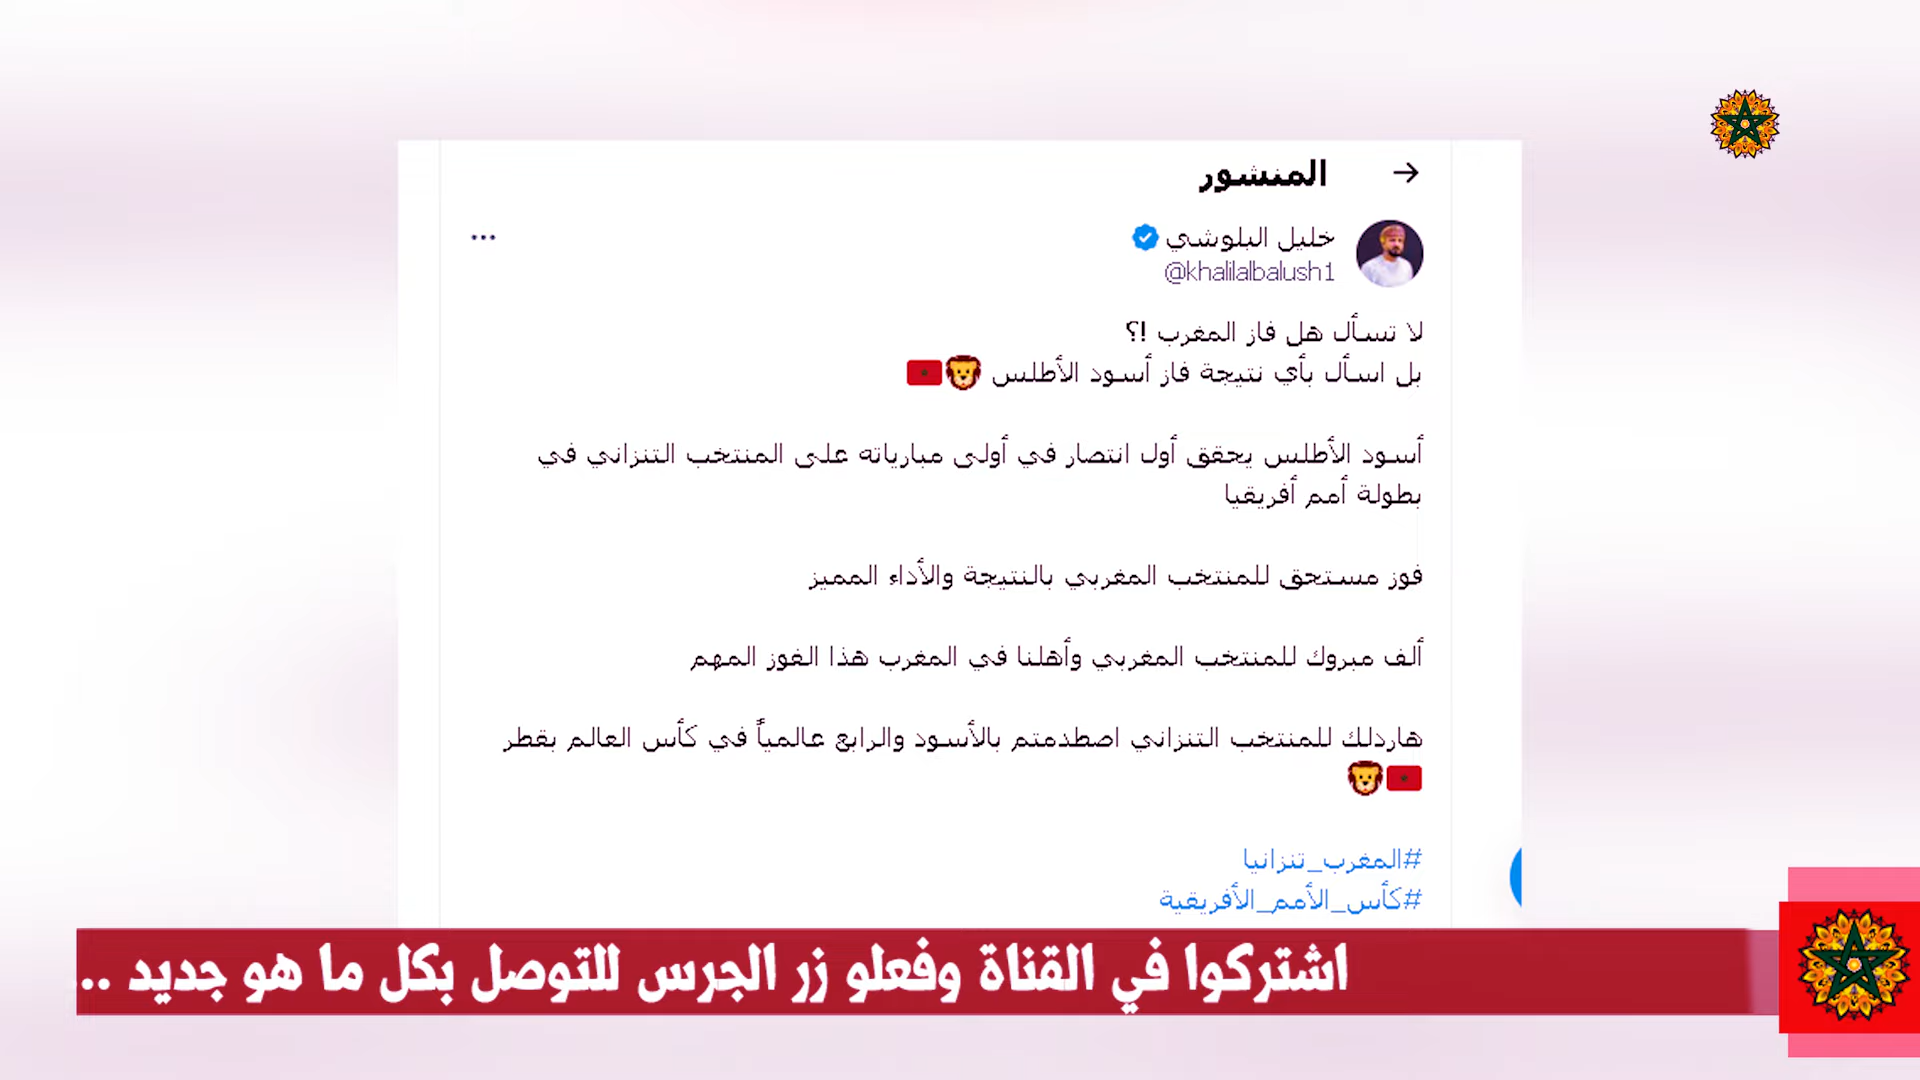 المنشور
خليل البلوشي
@khalilalbalush1
لا تسأل هل فاز المغرب !؟
بل اسأل بأي نتيجة فاز أسود الأطلس
أسود الأطلس يحقق أول انتصار في أولى مبارياته على المنتخب التنزاني في
بطولة أمم أفريقيا
فوز مستحق للمنتخب المغربي بالنتيجة والأداء المميز
ألف مبروك للمنتخب المغربي وأهلنا في المغرب هذا الفوز المهم
هاردلك للمنتخب التنزاني اصطدمتم بالأسود والرابع عالمياً في كأس العالم بقطر
#المغرب_تنزانيا
#كأس_الأمم_الأفريقية
اشتركوا في القناة وفعلو زر الجرس للتوصل بكل ما هو جديد ..